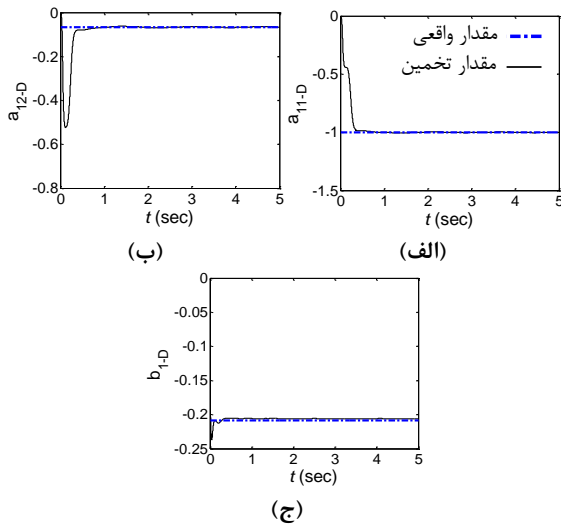 مقدار واقعی
مقدار تخمین
0
-0.5
-1
-1.5
a11-D
0 1 2 3 4 5
t (sec)
(الف)
0
-0.2
-0.4
-0.6
-0.8
a12-D
0 1 2 3 4 5
t (sec)
(ب)
0
-0.05
-0.1
-0.15
-0.2
-0.25
b1-D
0 1 2 3 4 5
t (sec)
(ج)